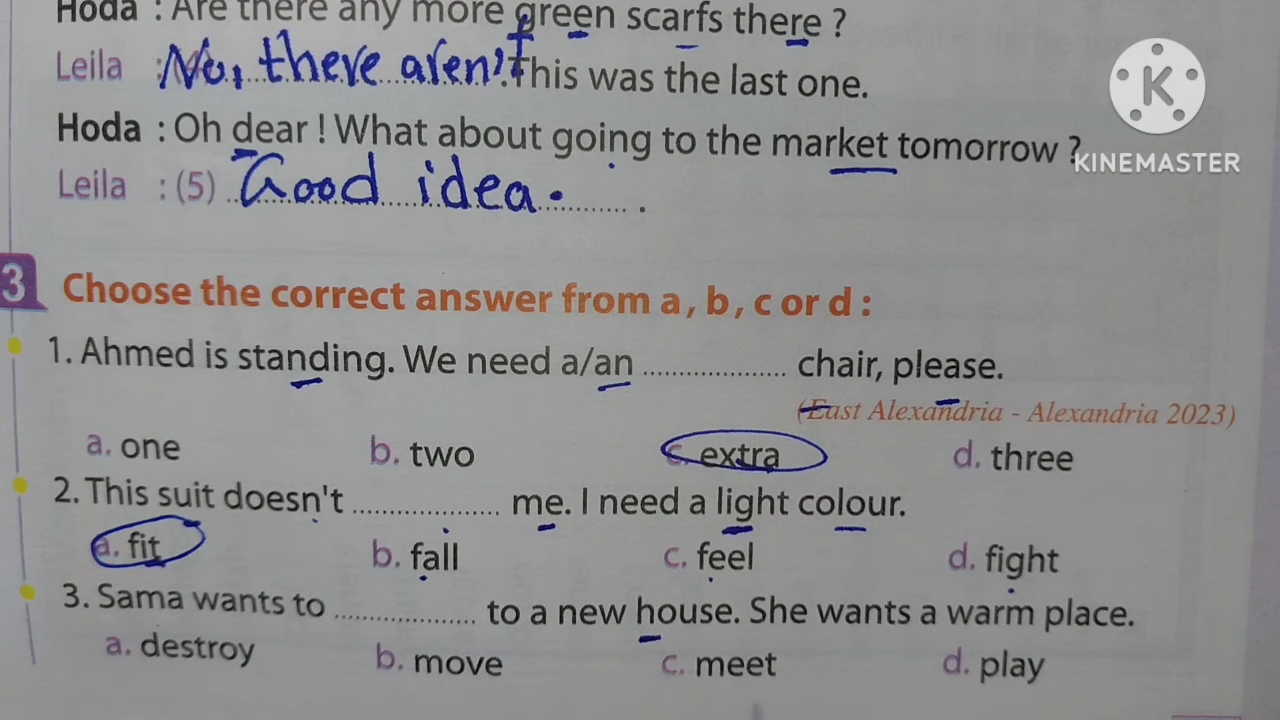 Hoda : Are there any more green scarfs there ?
Leila : No, there aren't. This was the last one.
Hoda : Oh dear ! What about going to the market tomorrow ?
Leila : (5) Good idea. .
3 Choose the correct answer from a, b, c or d :
1. Ahmed is standing. We need a/an .................... chair, please.
(East Alexandria - Alexandria 2023)
a. one b. two c. extra d. three
2. This suit doesn't .................... me. I need a light colour.
a. fit b. fall c. feel d. fight
3. Sama wants to .................... to a new house. She wants a warm place.
a. destroy b. move c. meet d. play
K
KINEMASTER